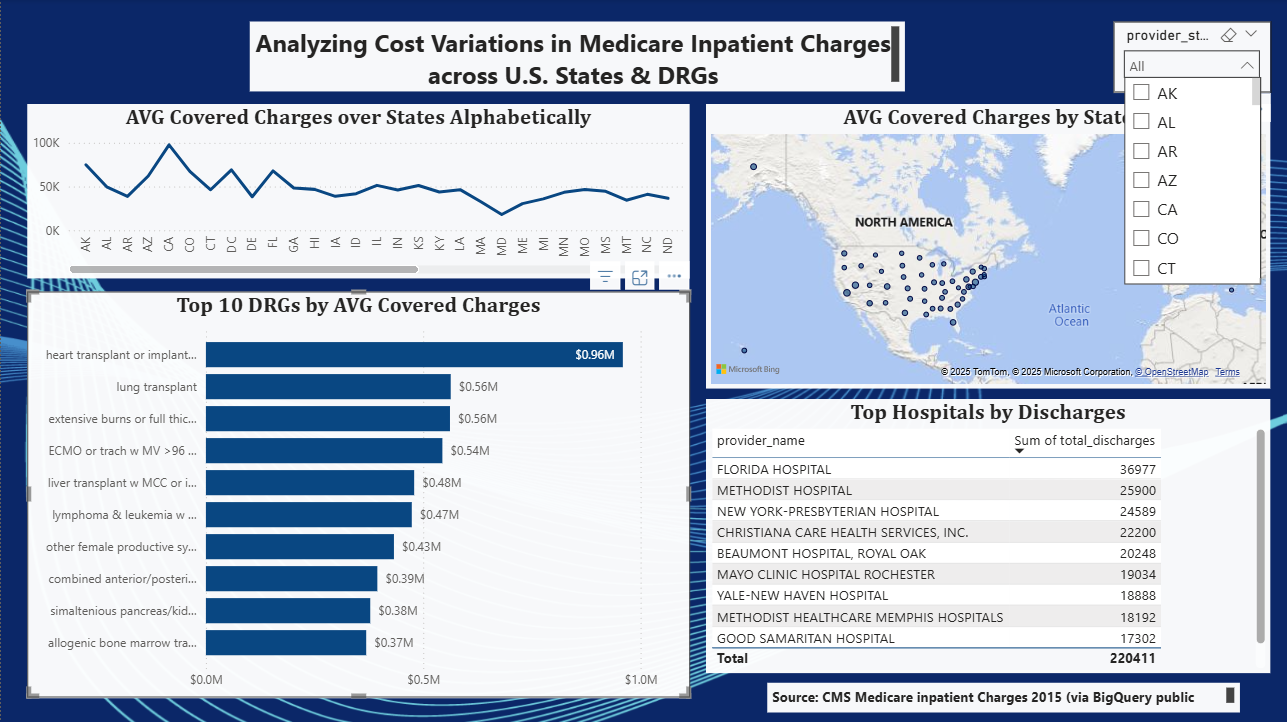 Analyzing Cost Variations in Medicare Inpatient Charges
across U.S. States & DRGs
provider_st...
All
AK
AL
AR
AZ
CA
CO
CT
AVG Covered Charges over States Alphabetically
100K
50K
0K
AK AL AR AZ CA CO CT DC DE FL GA HI IA ID IL IN KS KY LA MA MD ME MI MN MO MS MT NC ND
AVG Covered Charges by State
NORTH AMERICA
Atlantic
Ocean
Microsoft Bing
© 2025 TomTom, © 2025 Microsoft Corporation, © OpenStreetMap Terms
Top 10 DRGs by AVG Covered Charges
heart transplant or implant... $0.96M
lung transplant $0.56M
extensive burns or full thic... $0.56M
ECMO or trach w MV >96 ... $0.54M
liver transplant w MCC or i... $0.48M
lymphoma & leukemia w ... $0.47M
other female productive sy... $0.43M
combined anterior/posteri... $0.39M
simaltenious pancreas/kid... $0.38M
allogenic bone marrow tra... $0.37M
$0.0M $0.5M $1.0M
Top Hospitals by Discharges
provider_name Sum of total_discharges
FLORIDA HOSPITAL 36977
METHODIST HOSPITAL 25900
NEW YORK-PRESBYTERIAN HOSPITAL 24589
CHRISTIANA CARE HEALTH SERVICES, INC. 22200
BEAUMONT HOSPITAL, ROYAL OAK 20248
MAYO CLINIC HOSPITAL ROCHESTER 19034
YALE-NEW HAVEN HOSPITAL 18888
METHODIST HEALTHCARE MEMPHIS HOSPITALS 18192
GOOD SAMARITAN HOSPITAL 17302
Total 220411
Source: CMS Medicare inpatient Charges 2015 (via BigQuery public